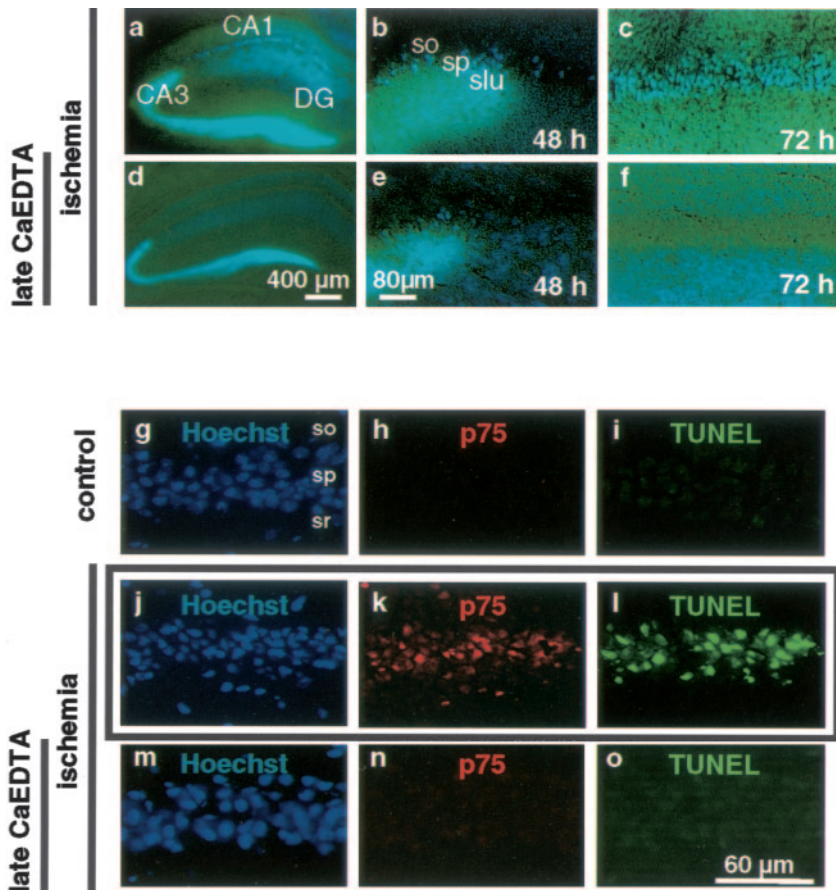 late CaEDTA
ischemia
a
CA1
CA3
DG
b
so
sp
slu
48 h
c
72 h
d
400 µm
e
80µm
48 h
f
72 h
control
g Hoechst
so
sp
sr
h p75
i TUNEL
late CaEDTA
ischemia
j Hoechst
k p75
l TUNEL
m Hoechst
n p75
o TUNEL
60 µm